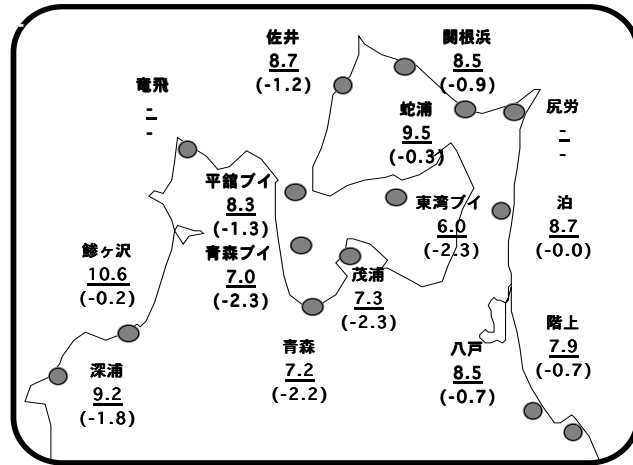 佐井
8.7
(-1.2)
関根浜
8.5
(-0.9)
竜飛
-
-
蛇浦
9.5
(-0.3)
尻労
-
-
平舘ブイ
8.3
(-1.3)
東湾ブイ
6.0
(-2.3)
泊
8.7
(-0.0)
鰺ヶ沢
10.6
(-0.2)
青森ブイ
7.0
(-2.3)
茂浦
7.3
(-2.3)
深浦
9.2
(-1.8)
青森
7.2
(-2.2)
八戸
8.5
(-0.7)
階上
7.9
(-0.7)